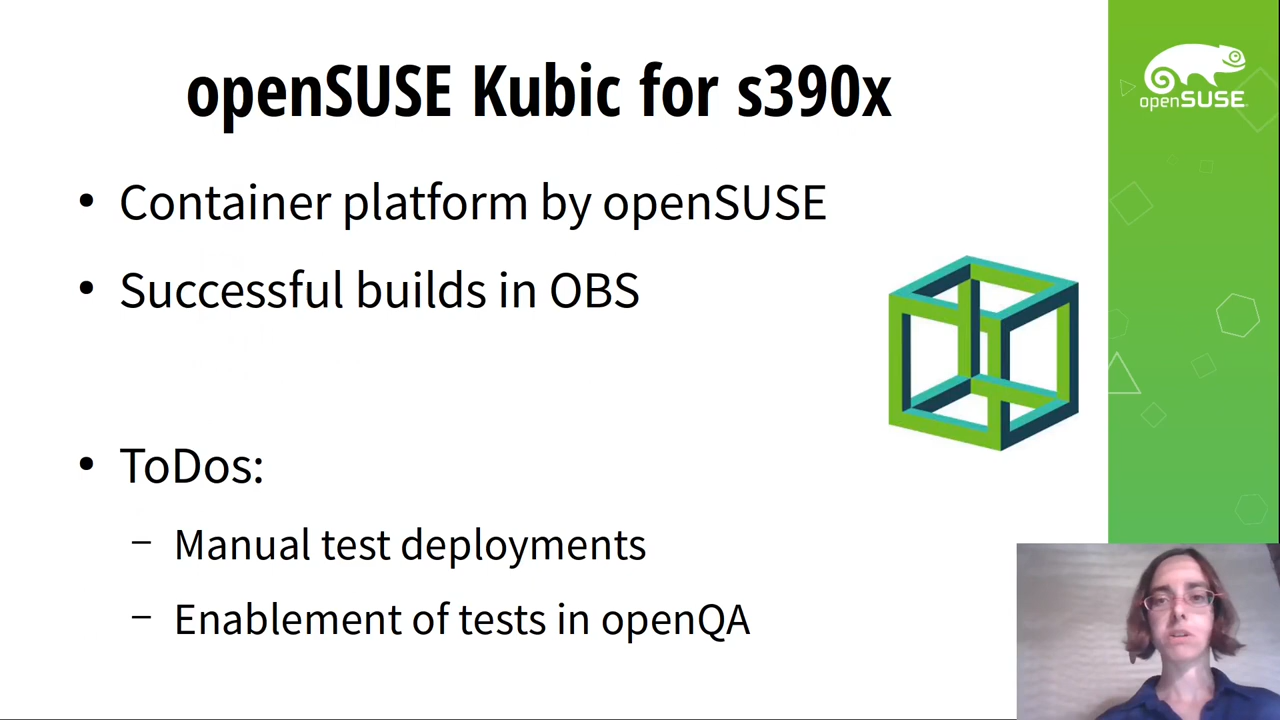 openSUSE Kubic for s390x
openSUSE
• Container platform by openSUSE
• Successful builds in OBS
• ToDos:
– Manual test deployments
– Enablement of tests in openQA